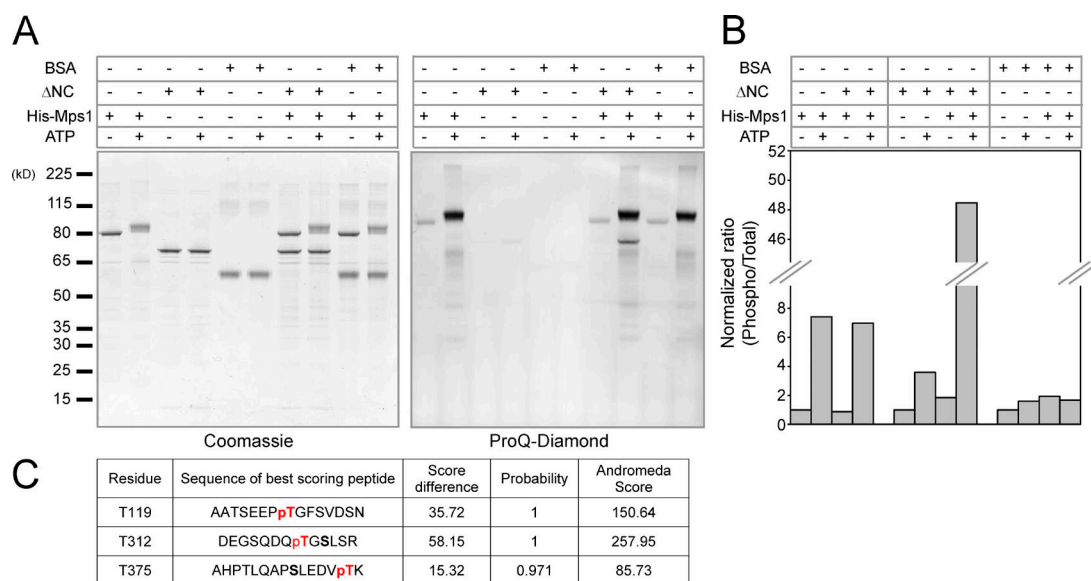 A
B
BSA - - - - + + - - + + - - - - + + - - + +
ΔNC - - + + - - + + - - - - + + - - + + - -
His-Mps1 + + - - - - + + + + + + - - - - + + + +
ATP - + - + - + - + - + - + - + - + - + - +
BSA - - - - - - - - + + + +
ΔNC - - + + + + + + - - - -
His-Mps1 + + + + - - + + - - + +
ATP - + - + - + - + - + - +
(kD)
225
115
80
65
50
35
30
25
15
Coomassie
ProQ-Diamond
Normalized ratio
(Phospho/Total)
52
50
48
46
8
6
4
2
0
C
Residue Sequence of best scoring peptide Score difference Probability Andromeda Score
T119 AATSEEPpTGFSVDSN 35.72 1 150.64
T312 DEGSQDQpTGSLSR 58.15 1 257.95
T375 AHPTLQAPSLEDVpTK 15.32 0.971 85.73